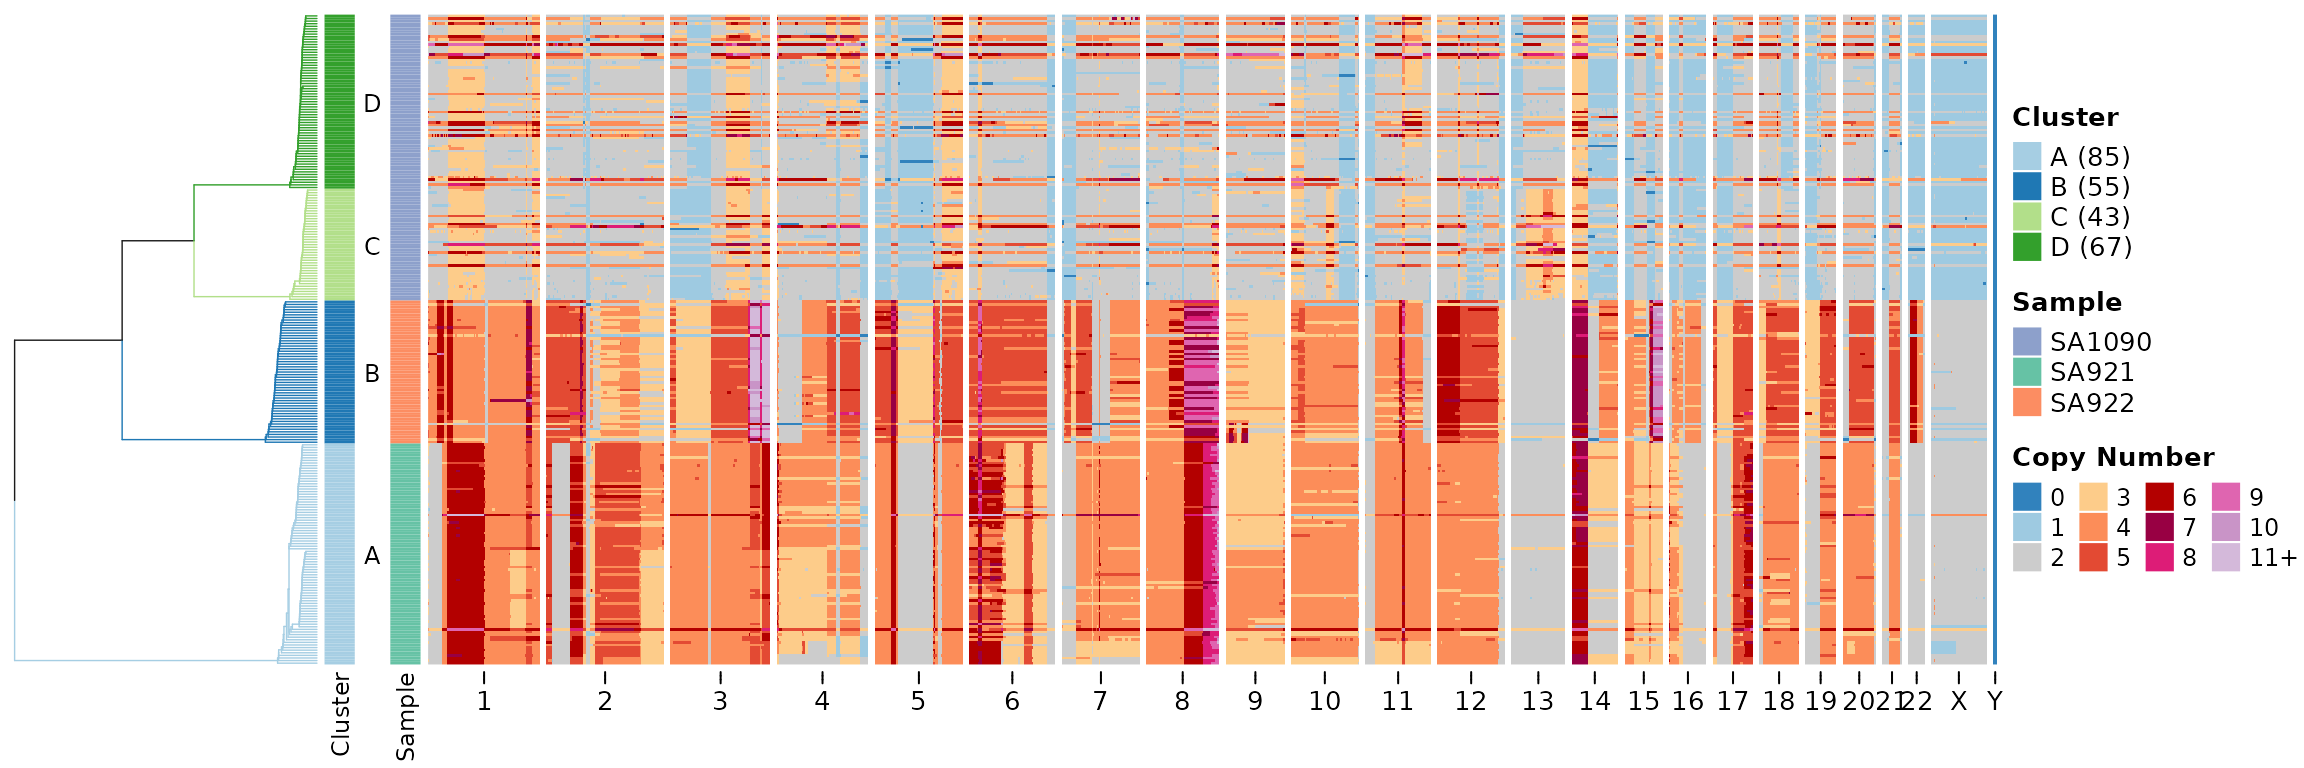 D
C
B
A
Cluster
Sample
1 2 3 4 5 6 7 8 9 10 11 12 13 14 15 16 17 18 19 20 21 22 X Y
Cluster
A (85)
B (55)
C (43)
D (67)
Sample
SA1090
SA921
SA922
Copy Number
0 3 6 9
1 4 7 10
2 5 8 11+